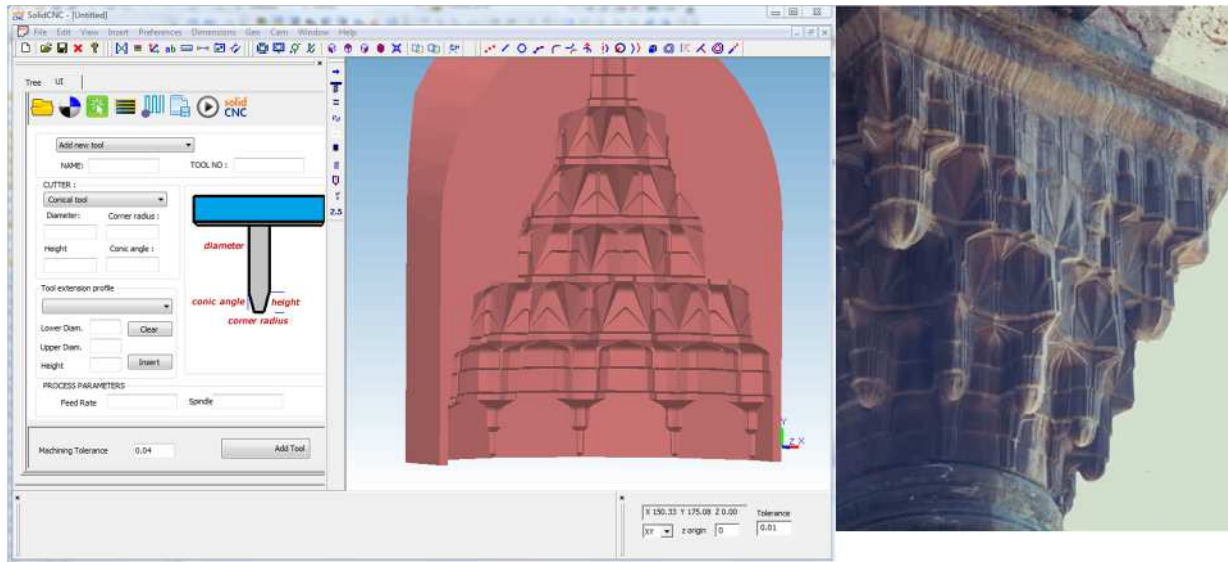 SolidCNC - [Untitled]
File Edit View Insert Preferences Dimensions Geo Cam Window Help
Tree UI
solid
CNC
Add new tool
NAME:
TOOL NO :
CUTTER :
Conical tool
Diameter:
Corner radius :
Height
Conic angle :
diameter
conic angle
height
corner radius
Tool extension profile
Lower Diam.
Clear
Upper Diam.
Height
Insert
PROCESS PARAMETERS
Feed Rate
Spindle
Machining Tolerance
0.04
Add Tool
2.5
Y
Z X
X 150.33 Y 175.08 Z 0.00
Tolerance
XY
z origin
0
0.01